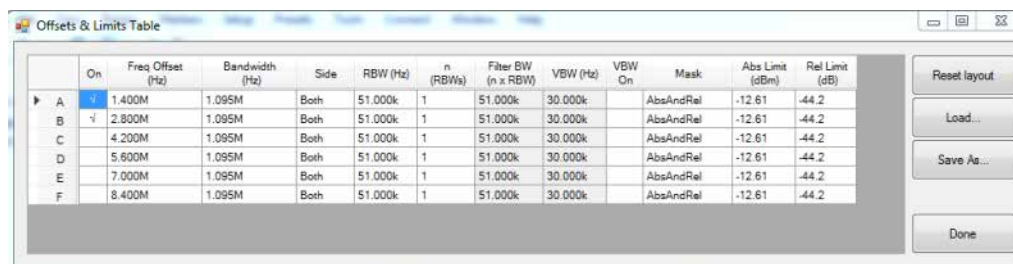 Offsets & Limits Table
On Freq Offset (Hz) Bandwidth (Hz) Side RBW (Hz) n (RBWs) Filter BW (n x RBW) VBW (Hz) VBW On Mask Abs Limit (dBm) Rel Limit (dB)
A √ 1.400M 1.095M Both 51.000k 1 51.000k 30.000k AbsAndRel -12.61 -44.2
B √ 2.800M 1.095M Both 51.000k 1 51.000k 30.000k AbsAndRel -12.61 -44.2
C 4.200M 1.095M Both 51.000k 1 51.000k 30.000k AbsAndRel -12.61 -44.2
D 5.600M 1.095M Both 51.000k 1 51.000k 30.000k AbsAndRel -12.61 -44.2
E 7.000M 1.095M Both 51.000k 1 51.000k 30.000k AbsAndRel -12.61 -44.2
F 8.400M 1.095M Both 51.000k 1 51.000k 30.000k AbsAndRel -12.61 -44.2
Reset layout
Load...
Save As...
Done